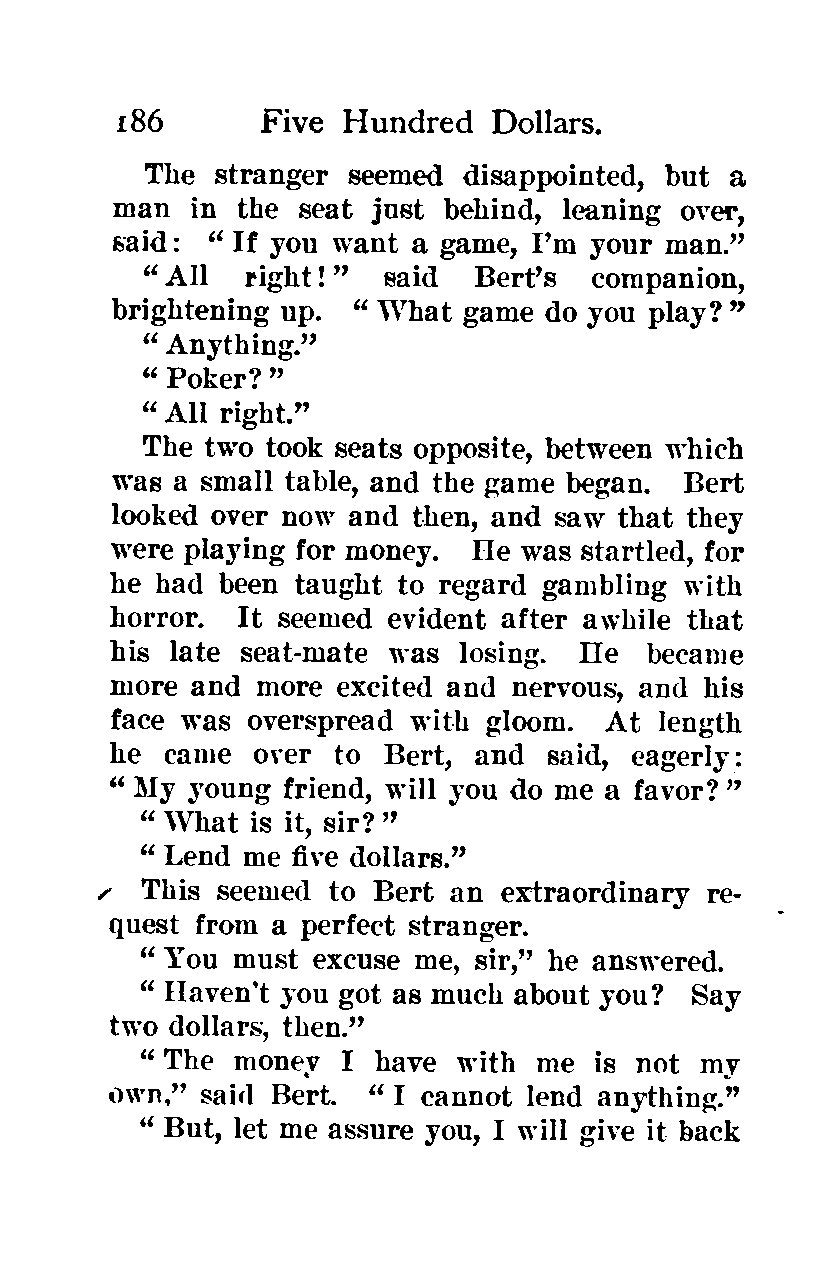 186 Five Hundred Dollars.
The stranger seemed disappointed, but a
man in the seat just behind, leaning over,
said: “If you want a game, I’m your man.”
“All right!” said Bert’s companion,
brightening up. “What game do you play?”
“Anything.”
“Poker?”
“All right.”
The two took seats opposite, between which
was a small table, and the game began. Bert
looked over now and then, and saw that they
were playing for money. He was startled, for
he had been taught to regard gambling with
horror. It seemed evident after awhile that
his late seat-mate was losing. He became
more and more excited and nervous, and his
face was overspread with gloom. At length
he came over to Bert, and said, eagerly:
“My young friend, will you do me a favor?”
“What is it, sir?”
“Lend me five dollars.”
This seemed to Bert an extraordinary re-
quest from a perfect stranger.
“You must excuse me, sir,” he answered.
“Haven’t you got as much about you? Say
two dollars, then.”
“The money I have with me is not my
own,” said Bert. “I cannot lend anything.”
“But, let me assure you, I will give it back